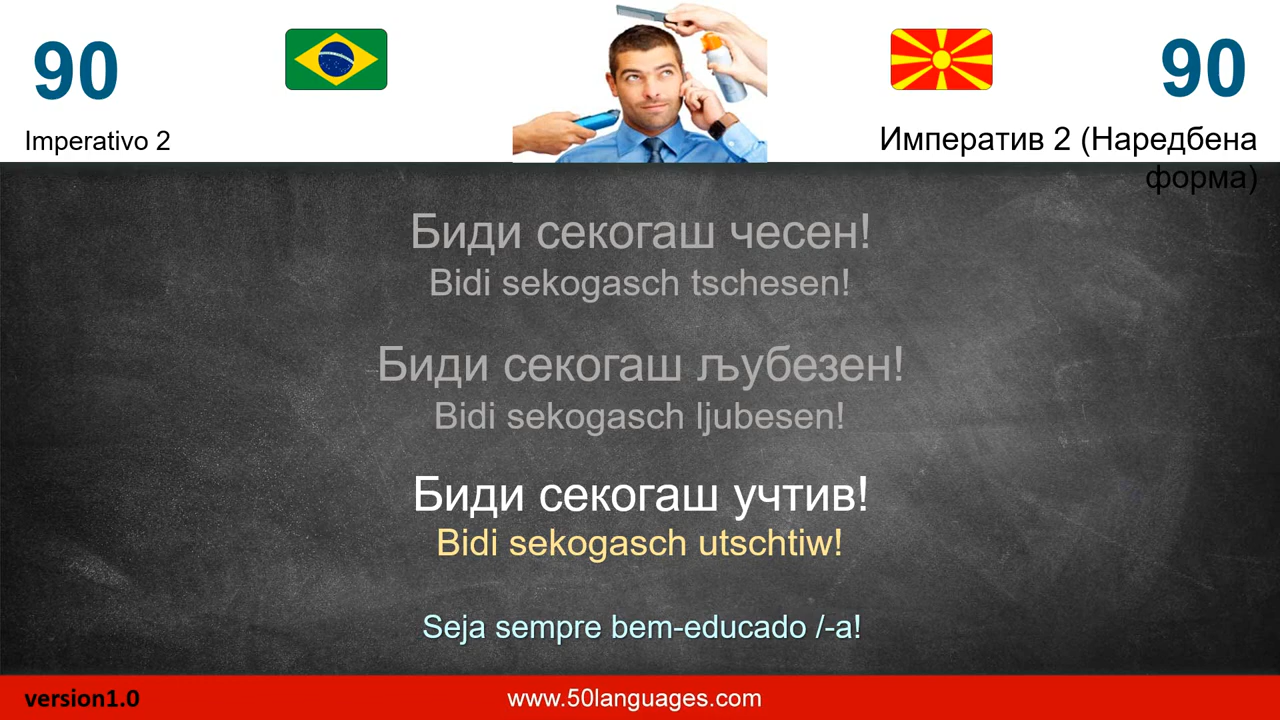 90
90
Imperativo 2
Императив 2 (Наредбена
форма)
Биди секогаш чесен!
Bidi sekogasch tschesen!
Биди секогаш љубезен!
Bidi sekogasch ljubesen!
Биди секогаш учтив!
Bidi sekogasch utschtiw!
Seja sempre bem-educado /-a!
version1.0
www.50languages.com